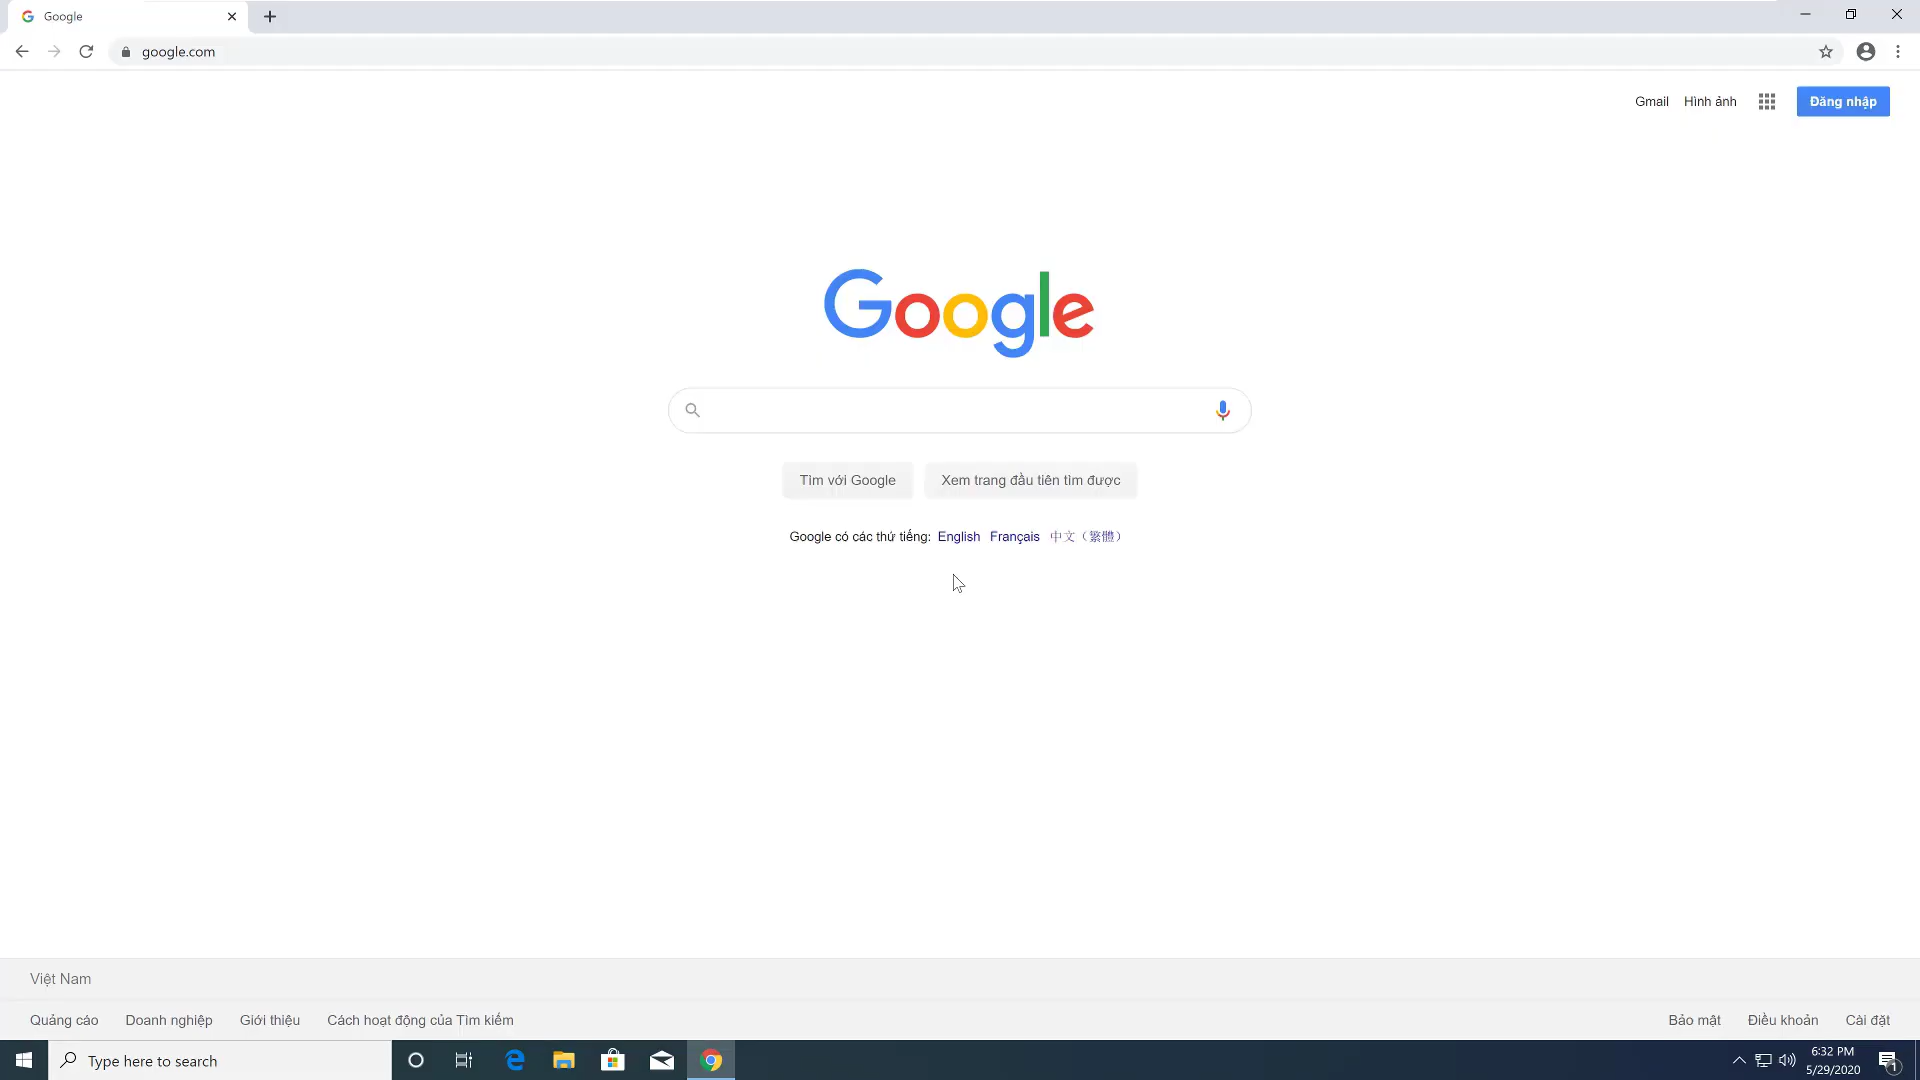 Google
google.com
Gmail Hình ảnh Đăng nhập
Google
Tìm với Google Xem trang đầu tiên tìm được
Google có các thứ tiếng: English Français 中文（繁體）
Việt Nam
Quảng cáo Doanh nghiệp Giới thiệu Cách hoạt động của Tìm kiếm Bảo mật Điều khoản Cài đặt
Type here to search 6:32 PM
5/29/2020 1